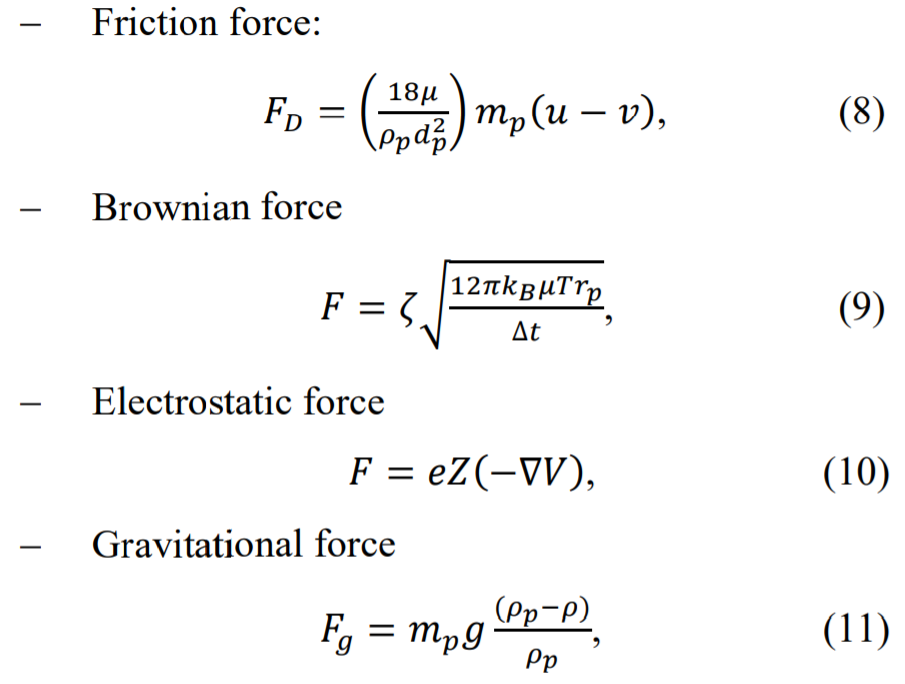 – Friction force:
$F_D = \left(\frac{18\mu}{\rho_p d_p^2}\right) m_p(u - v),$ (8)
– Brownian force
$F = \zeta\sqrt{\frac{12\pi k_B \mu T r_p}{\Delta t}},$ (9)
– Electrostatic force
$F = eZ(-\nabla V),$ (10)
– Gravitational force
$F_g = m_p g \frac{(\rho_p - \rho)}{\rho_p},$ (11)